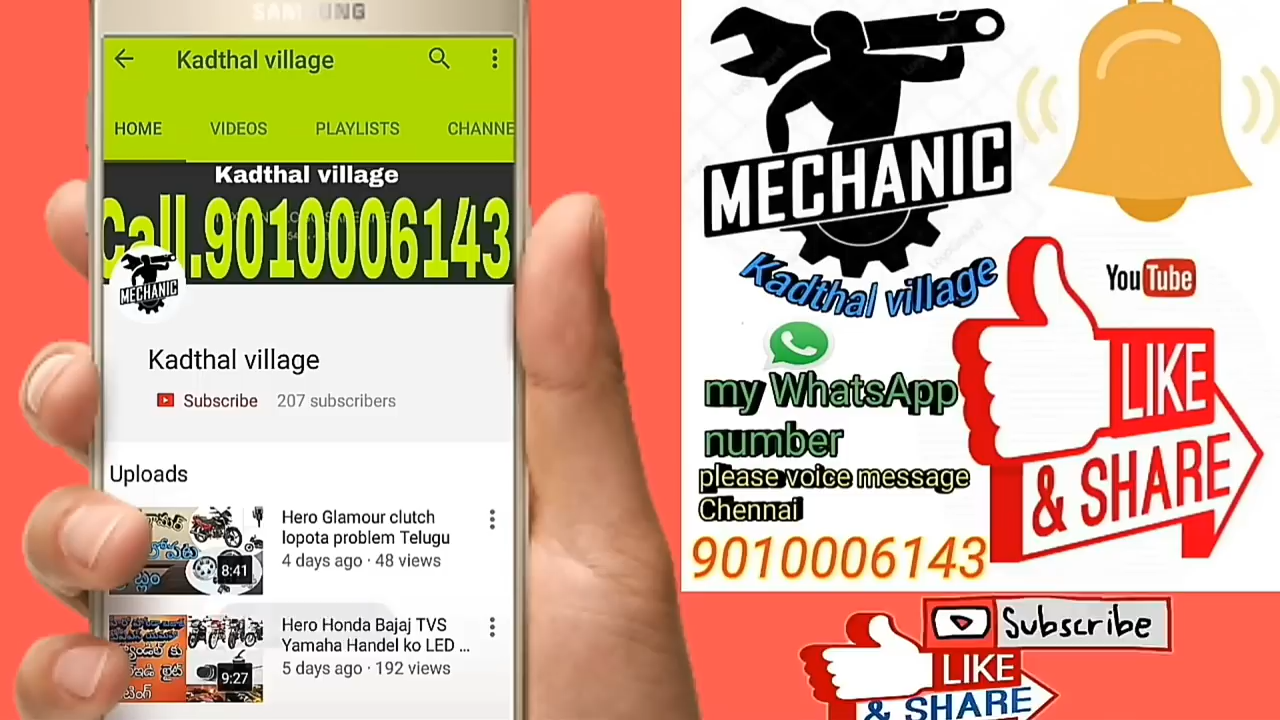 SAMSUNG
Kadthal village
HOME VIDEOS PLAYLISTS CHANNE
Kadthal village
Call.9010006143
MECHANIC
Kadthal village
Subscribe 207 subscribers
Uploads
Hero Glamour clutch
lopota problem Telugu
4 days ago · 48 views
8:41
Hero Honda Bajaj TVS
Yamaha Handel ko LED ...
5 days ago · 192 views
9:27
MECHANIC
Kadthal village
my WhatsApp
number
please voice message
Chennai
9010006143
YouTube
LIKE
& SHARE
Subscribe
LIKE
& SHARE